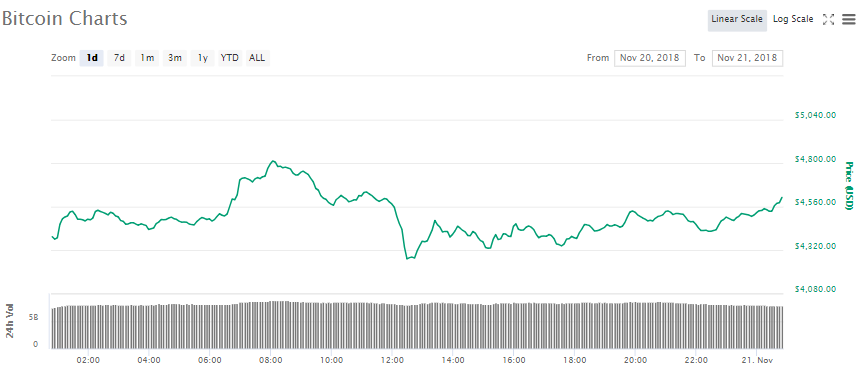 Bitcoin Charts
Linear Scale Log Scale
Zoom 1d 7d 1m 3m 1y YTD ALL From Nov 20, 2018 To Nov 21, 2018
$5,040.00
$4,800.00
$4,560.00
$4,320.00
$4,080.00
Price (USD)
24h Vol
5B
0
02:00 04:00 06:00 08:00 10:00 12:00 14:00 16:00 18:00 20:00 22:00 21. Nov